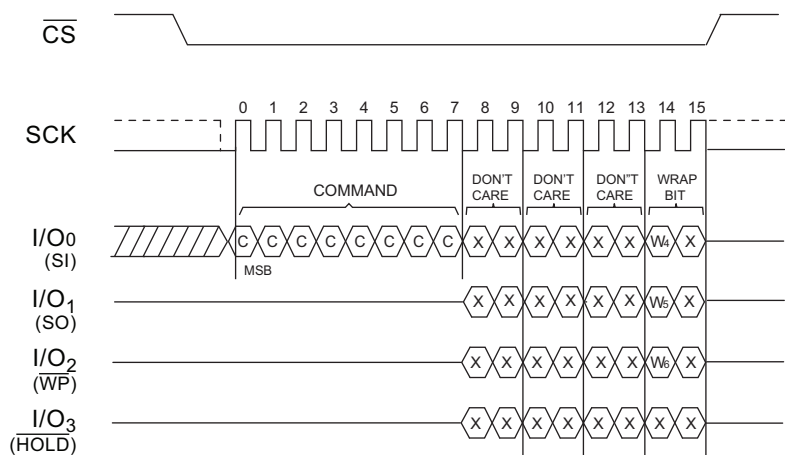 CS
0 1 2 3 4 5 6 7 8 9 10 11 12 13 14 15
SCK
COMMAND
DON'T CARE
DON'T CARE
DON"T CARE
WRAP BIT
I/O0 C C C C C C C C X X X X X X W4 X
(SI)
MSB
I/O1 X X X X X X W5 X
(SO)
I/O2 X X X X X X W6 X
(WP)
I/O3 X X X X X X X X
(HOLD)